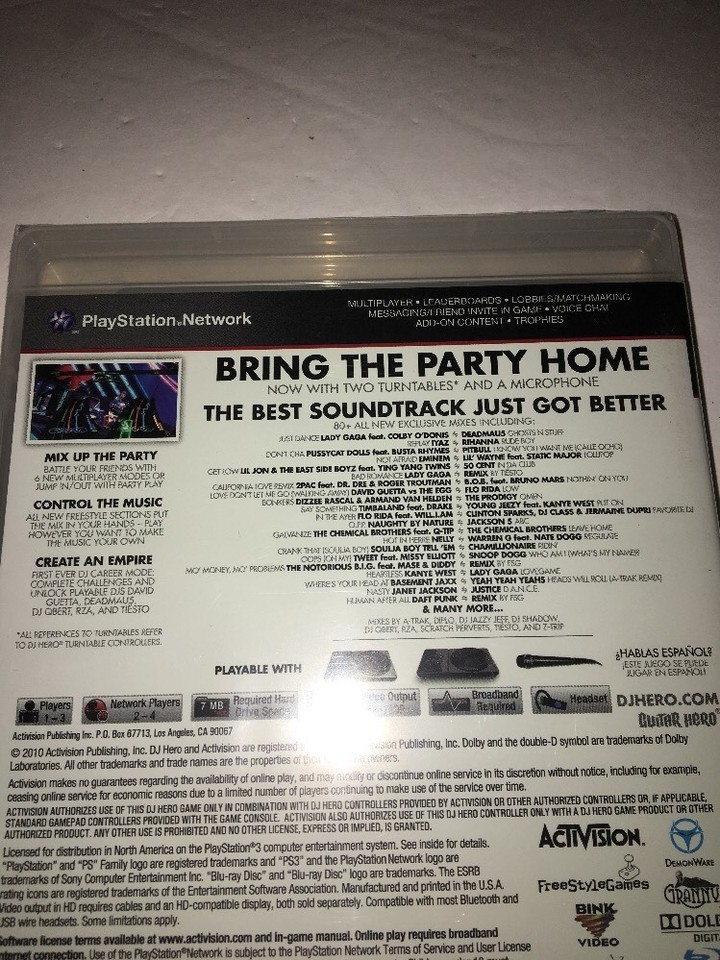 PlayStation®Network
MULTIPLAYER • LEADERBOARDS • LOBBIES/MATCHMAKING
MESSAGING/FRIEND INVITE IN GAME • VOICE CHAT
ADD-ON CONTENT • TROPHIES
BRING THE PARTY HOME
NOW WITH TWO TURNTABLES* AND A MICROPHONE
THE BEST SOUNDTRACK JUST GOT BETTER
80+ ALL NEW EXCLUSIVE MIXES INCLUDING:
JUST DANCE LADY GAGA feat. COLBY O'DONIS DEADMAU5 GHOSTS N STUFF
REPLAY IYAZ RIHANNA RUDE BOY
DON'T CHA PUSSYCAT DOLLS feat. BUSTA RHYMES PITBULL I KNOW YOU WANT ME (CALLE OCHO)
NOT AFRAID EMINEM LIL' WAYNE feat. STATIC MAJOR LOLLIPOP
GET LOW LIL JON & THE EAST SIDE BOYZ feat. YING YANG TWINS 50 CENT IN DA CLUB
BAD ROMANCE LADY GAGA REMIX BY TIËSTO
CALIFORNIA LOVE REMIX 2PAC feat. DR. DRE & ROGER TROUTMAN B.O.B. feat. BRUNO MARS NOTHIN' ON YOU
LOVE DON'T LET ME GO (WALKING AWAY) DAVID GUETTA vs THE EGG FLO RIDA LOW
BONKERS DIZZEE RASCAL & ARMAND VAN HELDEN THE PRODIGY OMEN
SAY SOMETHING TIMBALAND feat. DRAKE YOUNG JEEZY feat. KANYE WEST PUT ON
IN THE AYER FLO RIDA feat. WILL.I.AM CLINTON SPARKS, DJ CLASS & JERMAINE DUPRI FAVORITE DJ
O.P.P. NAUGHTY BY NATURE JACKSON 5 ABC
GALVANIZE THE CHEMICAL BROTHERS feat. Q-TIP THE CHEMICAL BROTHERS LEAVE HOME
HOT IN HERRE NELLY WARREN G feat. NATE DOGG REGULATE
CRANK THAT (SOULJA BOY) SOULJA BOY TELL 'EM CHAMILLIONAIRE RIDIN'
OOPS (OH MY) TWEET feat. MISSY ELLIOTT SNOOP DOGG WHO AM I (WHAT'S MY NAME)?
MO' MONEY, MO' PROBLEMS THE NOTORIOUS B.I.G. feat. MASE & DIDDY REMIX BY FSG
HEARTLESS KANYE WEST LADY GAGA LOVEGAME
WHERE'S YOUR HEAD AT BASEMENT JAXX YEAH YEAH YEAHS HEADS WILL ROLL (A-TRAK REMIX)
NASTY JANET JACKSON JUSTICE D.A.N.C.E.
HUMAN AFTER ALL DAFT PUNK REMIX BY FSG
& MANY MORE...
MIXES BY A-TRAK, DIPLO, DJ JAZZY JEFF, DJ SHADOW,
DJ QBERT, RZA, SCRATCH PERVERTS, TIËSTO, AND Z-TRIP
MIX UP THE PARTY
BATTLE YOUR FRIENDS WITH
6 NEW MULTIPLAYER MODES OR
JUMP IN/OUT WITH PARTY PLAY
CONTROL THE MUSIC
ALL NEW FREESTYLE SECTIONS PUT
THE MIX IN YOUR HANDS – PLAY
HOWEVER YOU WANT TO MAKE
THE MUSIC YOUR OWN
CREATE AN EMPIRE
FIRST EVER DJ CAREER MODE:
COMPLETE CHALLENGES AND
UNLOCK PLAYABLE DJS DAVID
GUETTA, DEADMAU5,
DJ QBERT, RZA, AND TIËSTO
*ALL REFERENCES TO TURNTABLES REFER
TO DJ HERO® TURNTABLE CONTROLLERS.
PLAYABLE WITH
¿HABLAS ESPAÑOL?
¡ESTE JUEGO SE PUEDE
JUGAR EN ESPAÑOL!
Players
1 – 3
Network Players
2 – 4
7 MB
Required Hard
Drive Space
Output
Broadband
Required
Headset
DJHERO.COM
GUITAR HERO
Activision Publishing Inc. P.O. Box 67713, Los Angeles, CA 90067
© 2010 Activision Publishing, Inc. DJ Hero and Activision are registered Publishing, Inc. Dolby and the double-D symbol are trademarks of Dolby
Laboratories. All other trademarks and trade names are the properties of owners.
Activision makes no guarantees regarding the availability of online play, and may modify or discontinue online service in its discretion without notice, including for example,
ceasing online service for economic reasons due to a limited number of players continuing to make use of the service over time.
ACTIVISION AUTHORIZES USE OF THIS DJ HERO GAME ONLY IN COMBINATION WITH DJ HERO CONTROLLERS PROVIDED BY ACTIVISION OR OTHER AUTHORIZED CONTROLLERS OR, IF APPLICABLE,
STANDARD GAMEPAD CONTROLLERS PROVIDED WITH THE GAME CONSOLE. ACTIVISION ALSO AUTHORIZES USE OF THIS DJ HERO CONTROLLER ONLY WITH A DJ HERO GAME PRODUCT OR OTHER
AUTHORIZED PRODUCT. ANY OTHER USE IS PROHIBITED AND NO OTHER LICENSE, EXPRESS OR IMPLIED, IS GRANTED.
Licensed for distribution in North America on the PlayStation®3 computer entertainment system. See inside for details.
"PlayStation" and "PS" Family logo are registered trademarks and "PS3" and the PlayStation Network logo are
trademarks of Sony Computer Entertainment Inc. "Blu-ray Disc" and "Blu-ray Disc" logo are trademarks. The ESRB
rating icons are registered trademarks of the Entertainment Software Association. Manufactured and printed in the U.S.A.
Video output in HD requires cables and an HD-compatible display, both sold separately. Compatible with most Bluetooth and
USB wire headsets. Some limitations apply.
Software license terms available at www.activision.com and in-game manual. Online play requires broadband
internet connection. Use of the PlayStation®Network is subject to the PlayStation Network Terms of Service and User License
ACTIVISION.
DEMONWARE
FreeStyleGames
GRANNY
BINK
VIDEO
DOLBY
DIGITAL